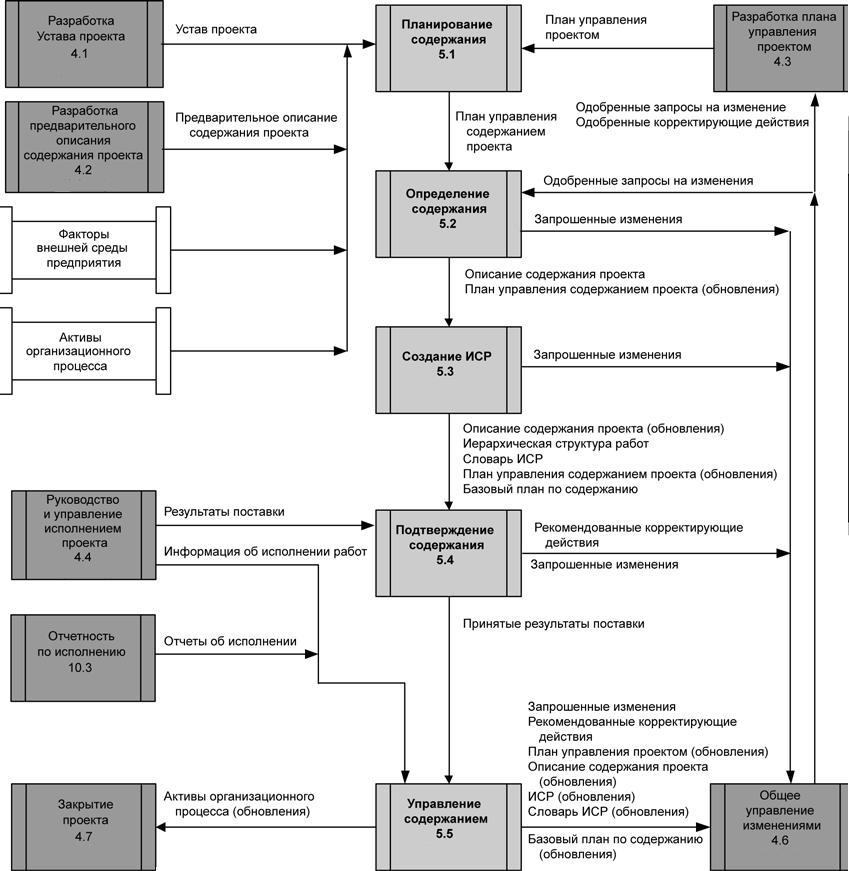 Разработка
Устава проекта
4.1
Устав проекта
Планирование
содержания
5.1
План управления
проектом
Разработка плана
управления
проектом
4.3
Разработка
предварительного
описания
содержания проекта
4.2
Предварительное описание
содержания проекта
План управления
содержанием
проекта
Одобренные запросы на изменение
Одобренные корректирующие действия
Определение
содержания
5.2
Одобренные запросы на изменения
Запрошенные изменения
Факторы
внешней среды
предприятия
Описание содержания проекта
План управления содержанием проекта (обновления)
Активы
организационного
процесса
Создание ИСР
5.3
Запрошенные изменения
Описание содержания проекта (обновления)
Иерархическая структура работ
Словарь ИСР
План управления содержанием проекта (обновления)
Базовый план по содержанию
Руководство
и управление
исполнением
проекта
4.4
Результаты поставки
Информация об исполнении работ
Подтверждение
содержания
5.4
Рекомендованные корректирующие
действия
Запрошенные изменения
Отчетность
по исполнению
10.3
Отчеты об исполнении
Принятые результаты поставки
Запрошенные изменения
Рекомендованные корректирующие
действия
План управления проектом (обновления)
Описание содержания проекта
(обновления)
ИСР (обновления)
Словарь ИСР (обновления)
Базовый план по содержанию
(обновления)
Закрытие
проекта
4.7
Активы организационного
процесса (обновления)
Управление
содержанием
5.5
Общее
управление
изменениями
4.6